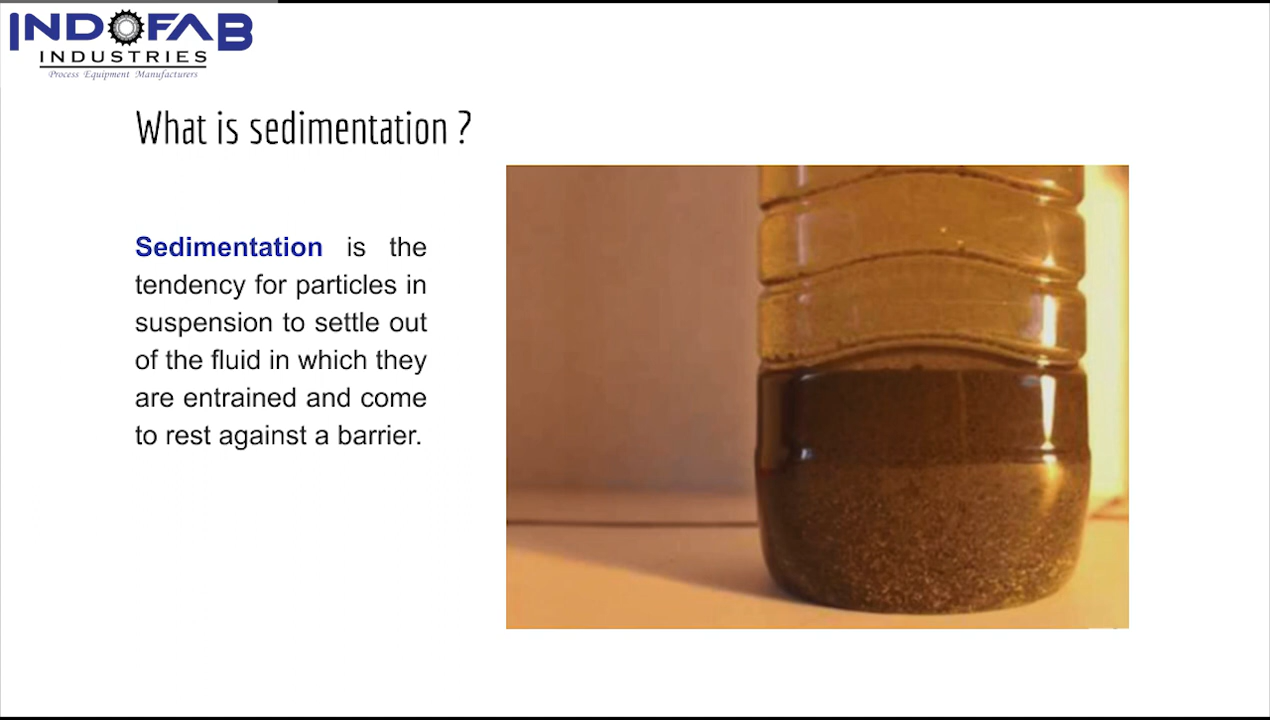 INDOFAB
INDUSTRIES
Process Equipment Manufacturers
What is sedimentation ?
Sedimentation is the
tendency for particles in
suspension to settle out
of the fluid in which they
are entrained and come
to rest against a barrier.